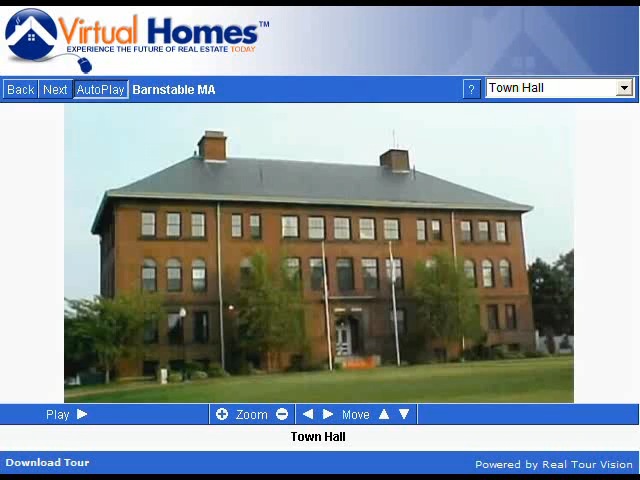 Virtual Homes™
EXPERIENCE THE FUTURE OF REAL ESTATE TODAY
Back Next AutoPlay Barnstable MA ? Town Hall
Play Zoom Move
Town Hall
Download Tour Powered by Real Tour Vision